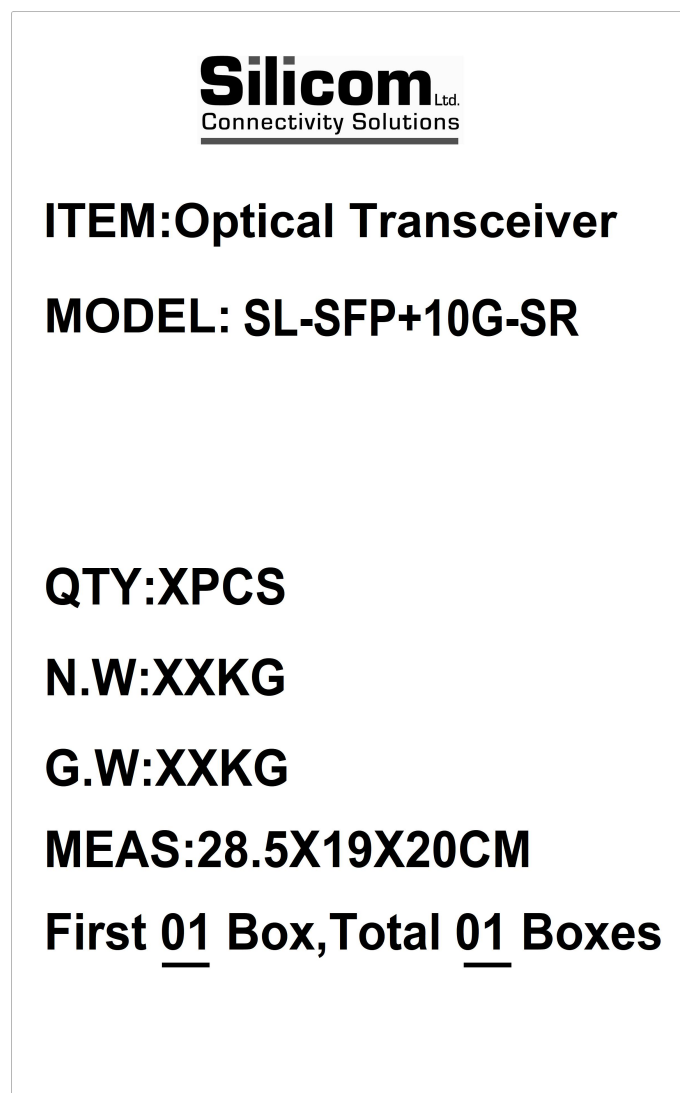 Silicom Ltd.
Connectivity Solutions
ITEM:Optical Transceiver
MODEL: SL-SFP+10G-SR
QTY:XPCS
N.W:XXKG
G.W:XXKG
MEAS:28.5X19X20CM
First 01 Box,Total 01 Boxes